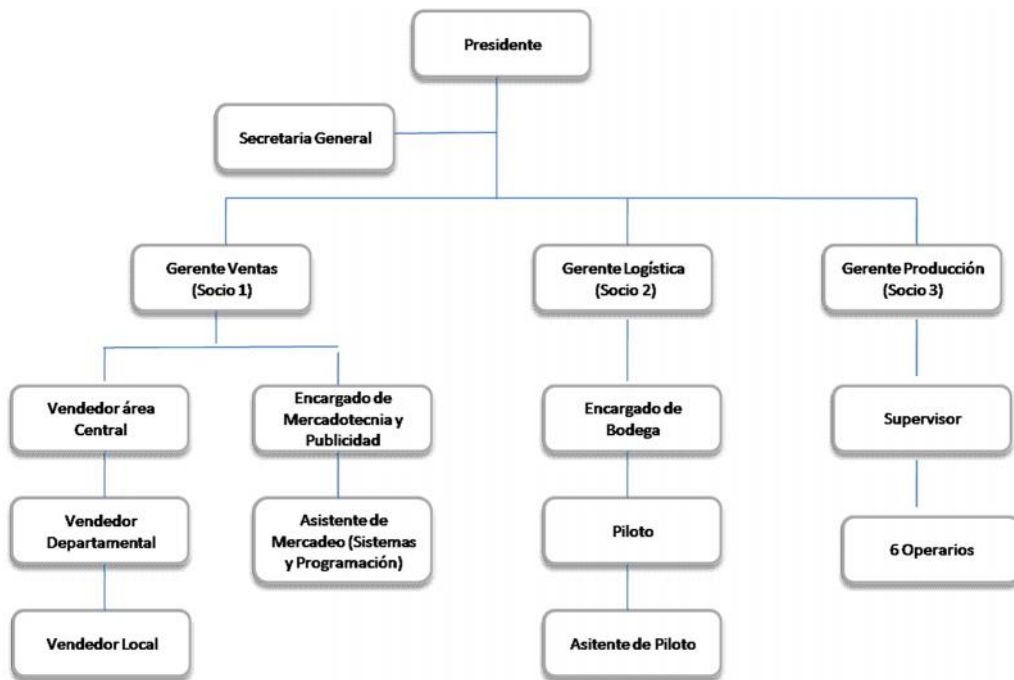 Presidente
Secretaria General
Gerente Ventas
(Socio 1)
Gerente Logística
(Socio 2)
Gerente Producción
(Socio 3)
Vendedor área
Central
Encargado de
Mercadotecnia y
Publicidad
Encargado de
Bodega
Supervisor
Vendedor
Departamental
Asistente de
Mercadeo (Sistemas
y Programación)
Piloto
6 Operarios
Vendedor Local
Asitente de Piloto